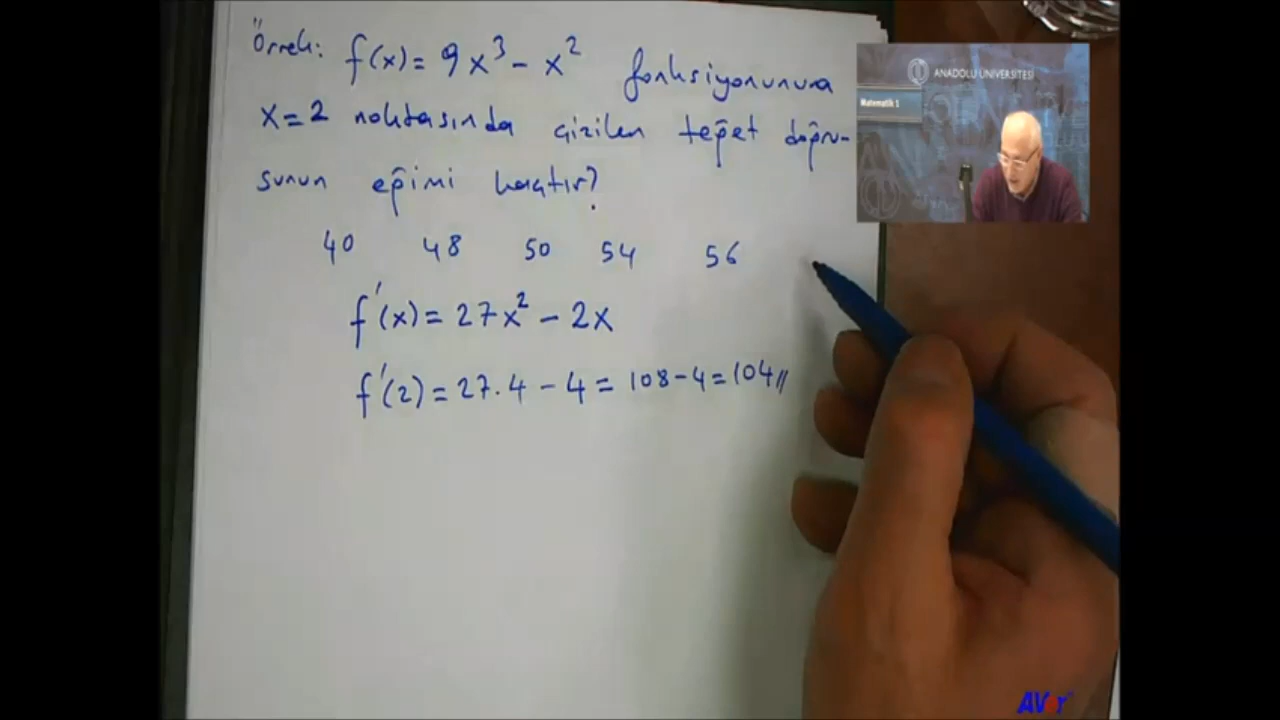 Örnek: f(x) = 9x³ - x² fonksiyonuna
x=2 noktasında çizilen teğet doğru-
sunun eğimi kaçtır?
40 48 50 54 56
f'(x) = 27x² - 2x
f'(2) = 27.4 - 4 = 108 - 4 = 104 //
ANADOLU ÜNİVERSİTESİ
Matematik 1
AVer